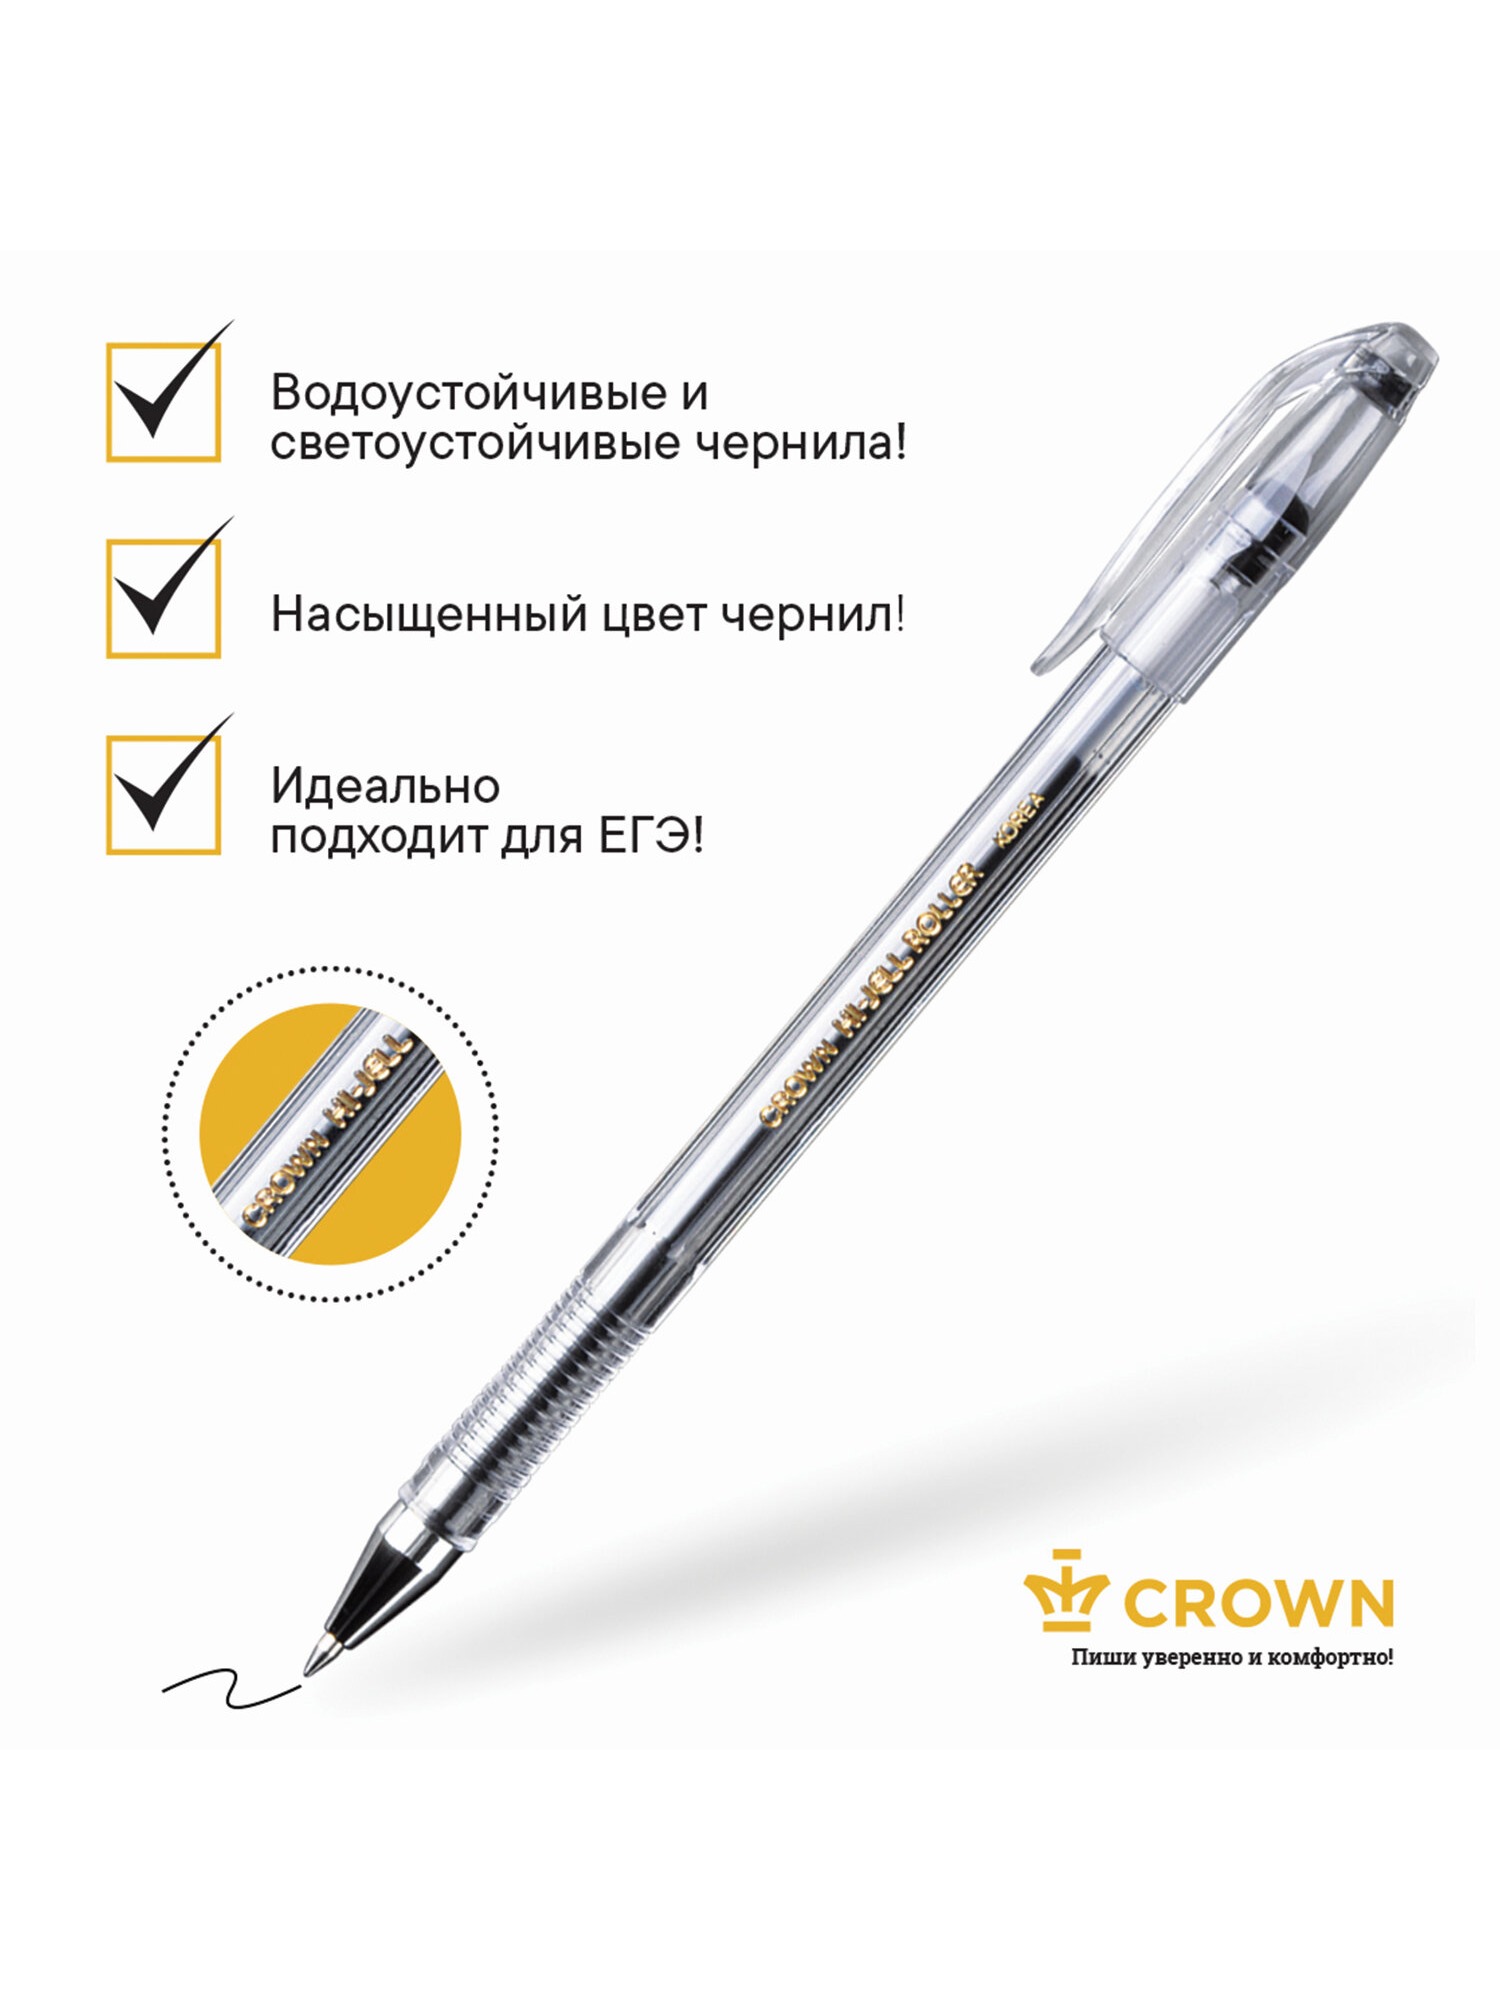 Водоустойчивые и
светоустойчивые чернила!
Насыщенный цвет чернил!
Идеально
подходит для ЕГЭ!
CROWN HI-JELL ROLLER KOREA
CROWN HI-JELL
CROWN
Пиши уверенно и комфортно!